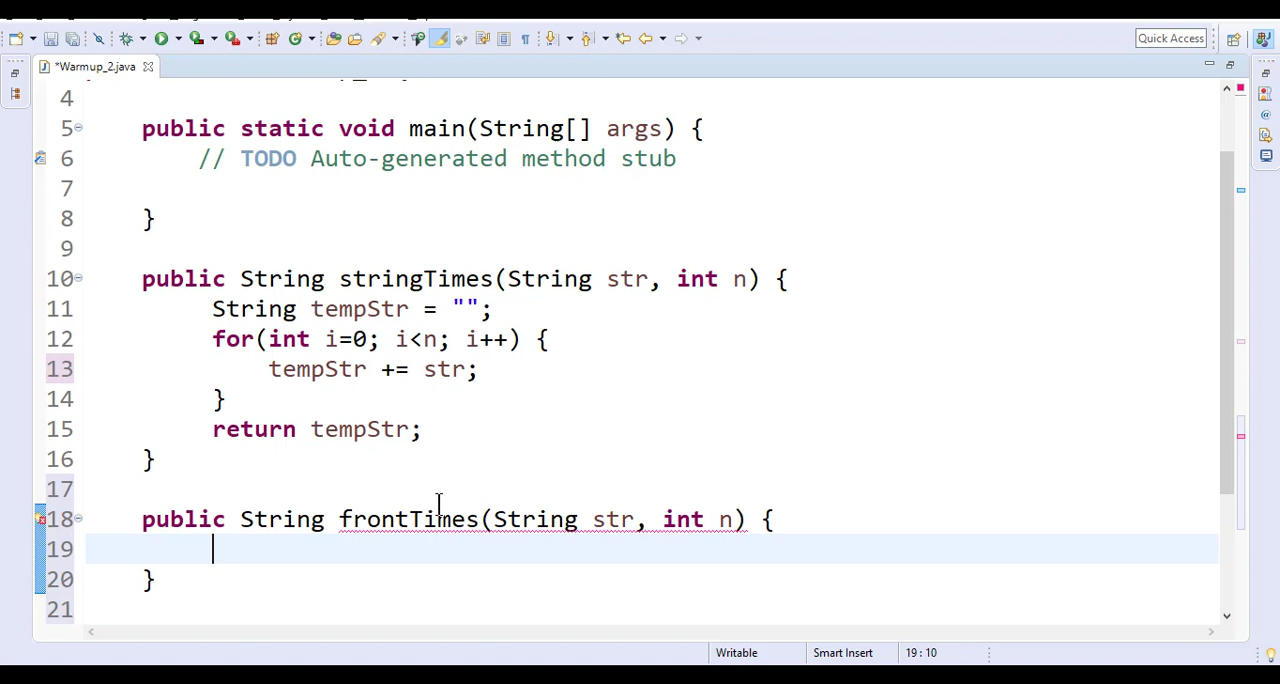 Quick Access
*Warmup_2.java
4
5 public static void main(String[] args) {
6 // TODO Auto-generated method stub
7
8 }
9
10 public String stringTimes(String str, int n) {
11 String tempStr = "";
12 for(int i=0; i<n; i++) {
13 tempStr += str;
14 }
15 return tempStr;
16 }
17
18 public String frontTimes(String str, int n) {
19
20 }
21
Writable Smart Insert 19 : 10